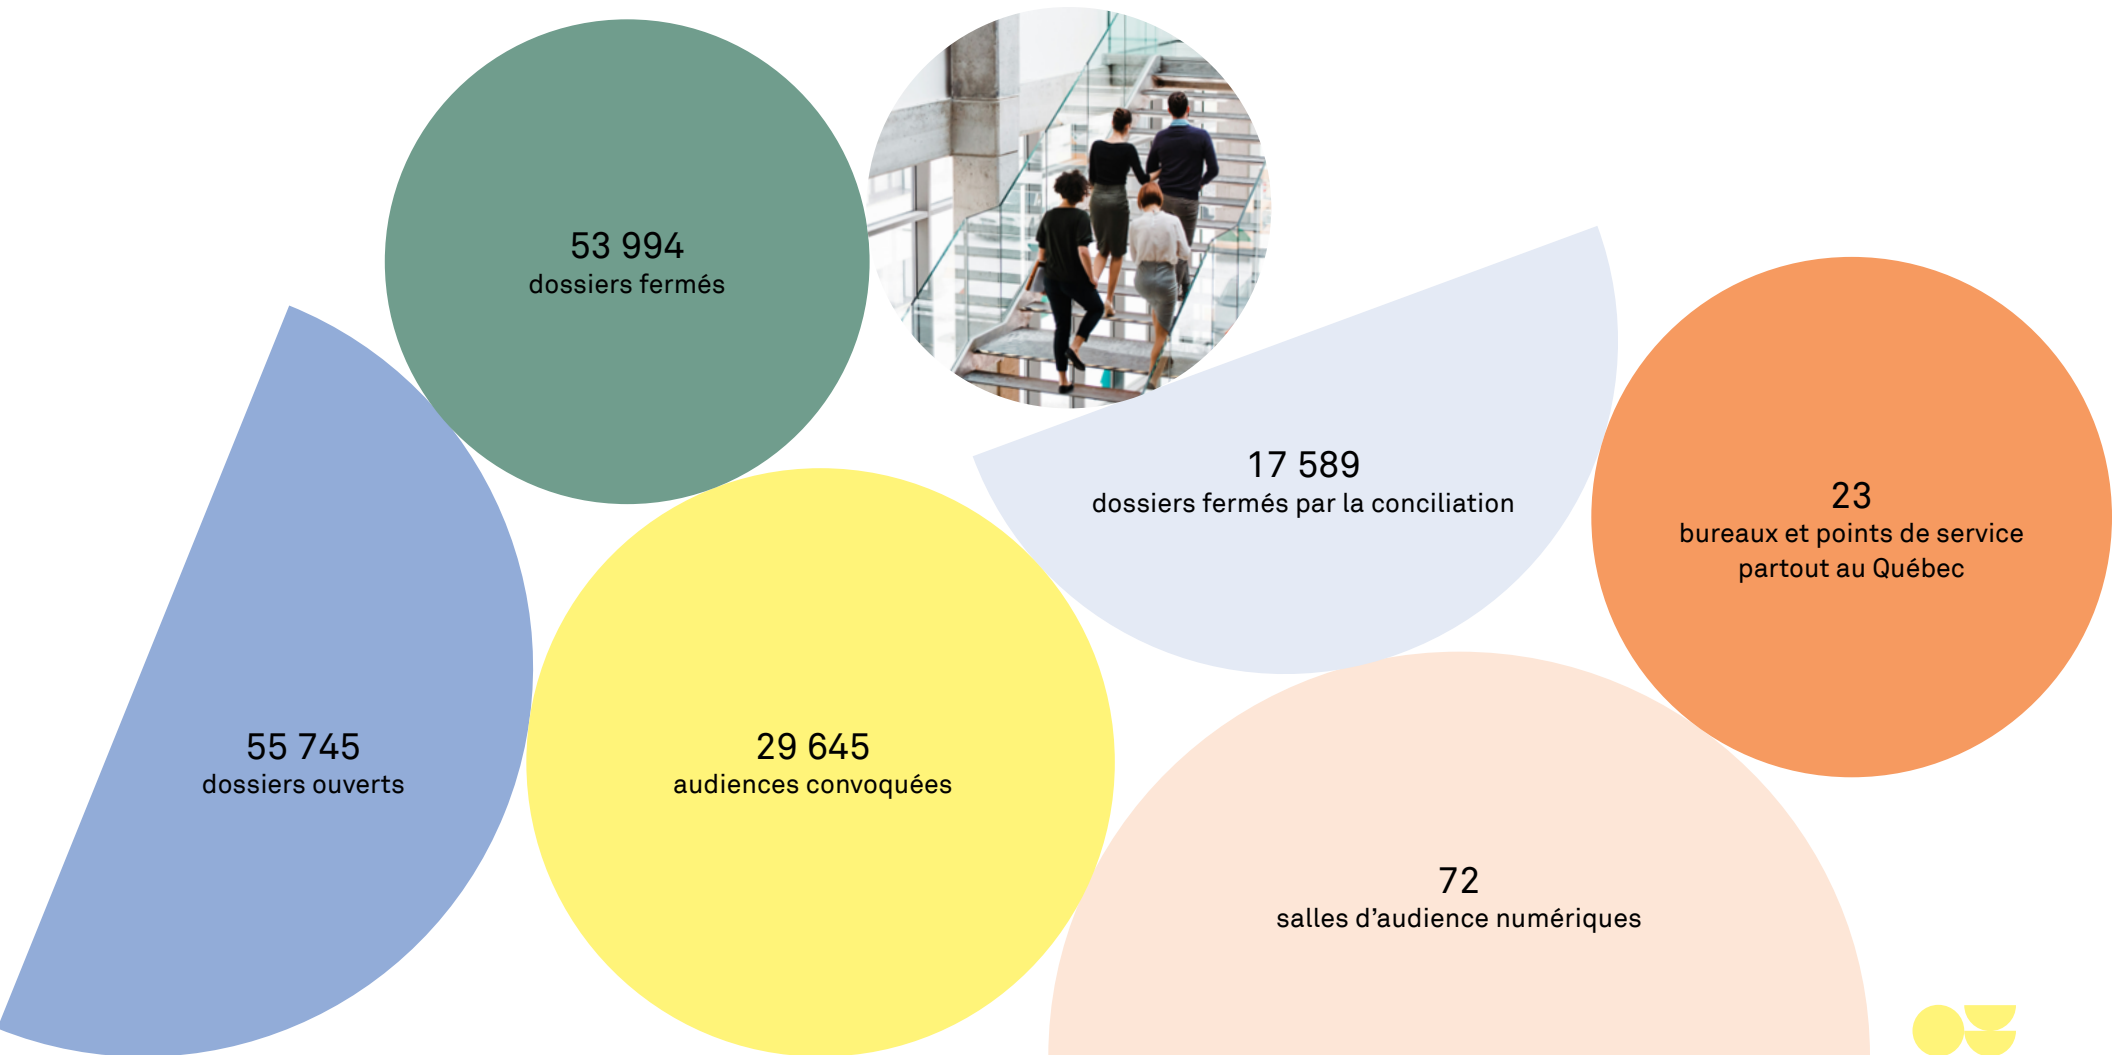 53 994
dossiers fermés
17 589
dossiers fermés par la conciliation
23
bureaux et points de service
partout au Québec
55 745
dossiers ouverts
29 645
audiences convoquées
72
salles d’audience numériques